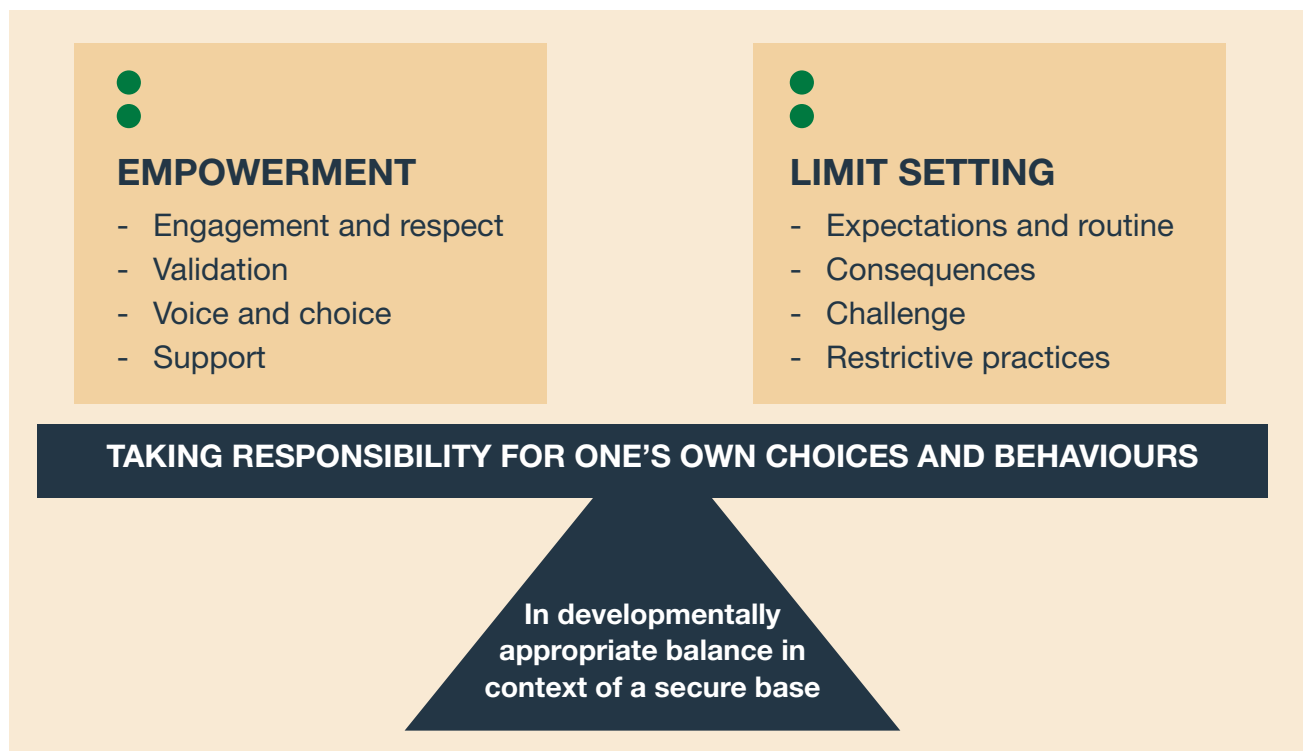 EMPOWERMENT
- Engagement and respect
- Validation
- Voice and choice
- Support
LIMIT SETTING
- Expectations and routine
- Consequences
- Challenge
- Restrictive practices
TAKING RESPONSIBILITY FOR ONE’S OWN CHOICES AND BEHAVIOURS
In developmentally
appropriate balance in
context of a secure base